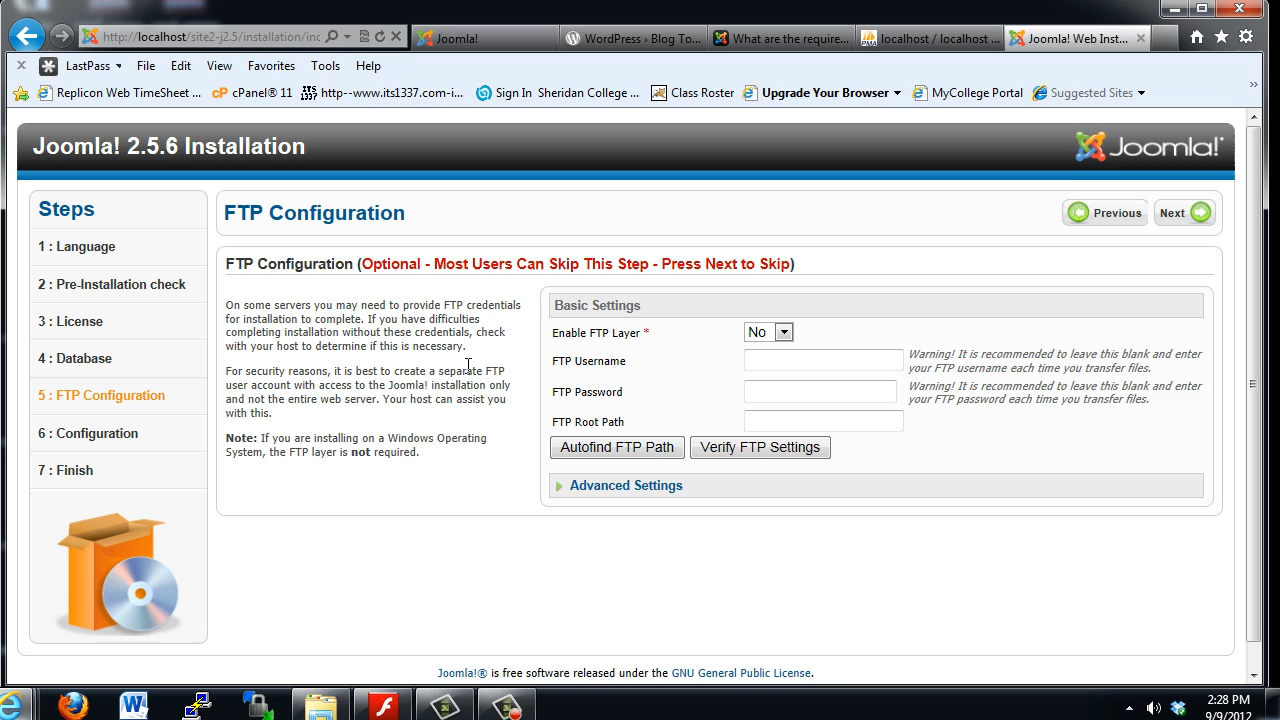 http://localhost/site2-j2.5/installation/inc
Joomla!
WordPress › Blog To...
What are the require...
localhost / localhost ...
Joomla! Web Inst...
LastPass
File
Edit
View
Favorites
Tools
Help
Replicon Web TimeSheet ...
cP
cPanel® 11
ITS
1337
http--www.its1337.com-i...
Sign In
Sheridan College ...
Class Roster
Upgrade Your Browser
MyCollege Portal
Suggested Sites
Joomla! 2.5.6 Installation
Joomla!®
Steps
1 : Language
2 : Pre-Installation check
3 : License
4 : Database
5 : FTP Configuration
6 : Configuration
7 : Finish
FTP Configuration
Previous
Next
FTP Configuration (Optional - Most Users Can Skip This Step - Press Next to Skip)
On some servers you may need to provide FTP credentials
for installation to complete. If you have difficulties
completing installation without these credentials, check
with your host to determine if this is necessary.
For security reasons, it is best to create a separate FTP
user account with access to the Joomla! installation only
and not the entire web server. Your host can assist you
with this.
Note: If you are installing on a Windows Operating
System, the FTP layer is not required.
Basic Settings
Enable FTP Layer *
No
FTP Username
Warning! It is recommended to leave this blank and enter
your FTP username each time you transfer files.
FTP Password
Warning! It is recommended to leave this blank and enter
your FTP password each time you transfer files.
FTP Root Path
Autofind FTP Path
Verify FTP Settings
Advanced Settings
Joomla!® is free software released under the GNU General Public License.
2:28 PM
9/9/2012